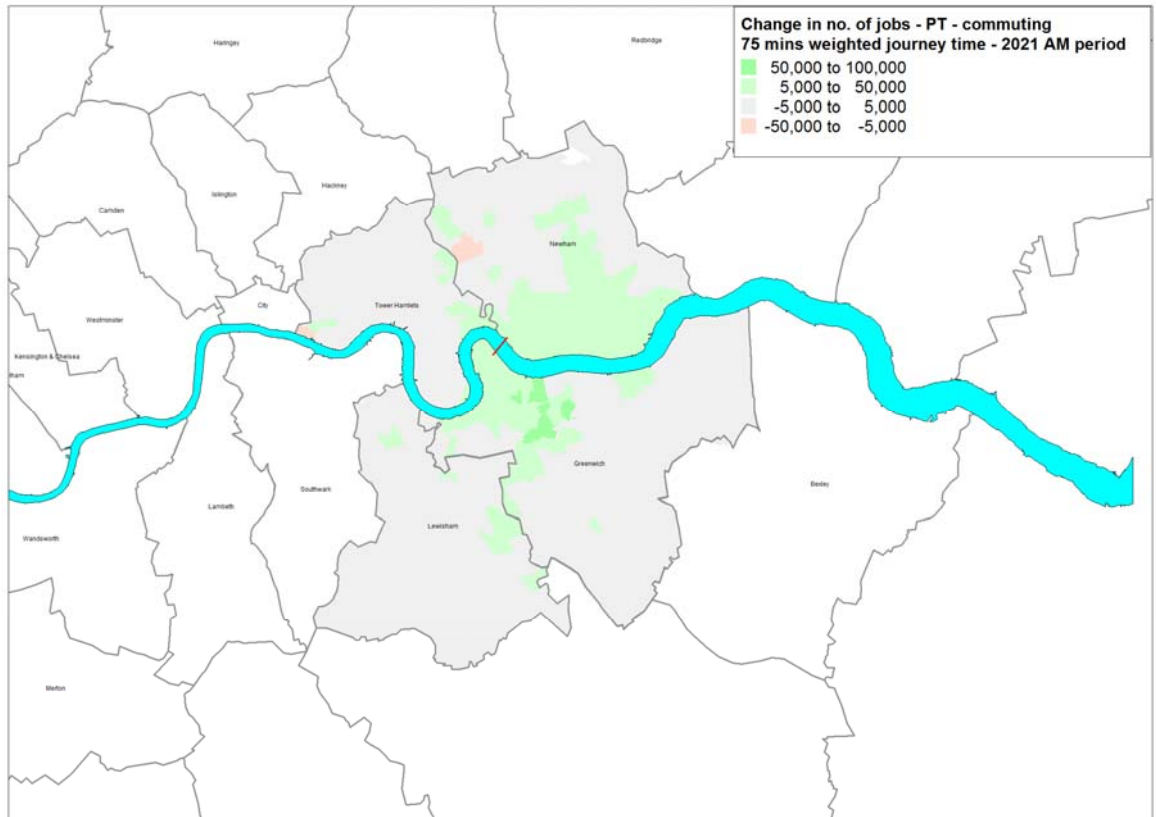 Change in no. of jobs - PT - commuting
75 mins weighted journey time - 2021 AM period
50,000 to 100,000
5,000 to 50,000
-5,000 to 5,000
-50,000 to -5,000
Haringey
Redbridge
Hackney
Islington
Camden
Newham
City
Tower Hamlets
Westminster
Kensington & Chelsea
ham
Greenwich
Bexley
Southwark
Lambeth
Lewisham
Wandsworth
Merton